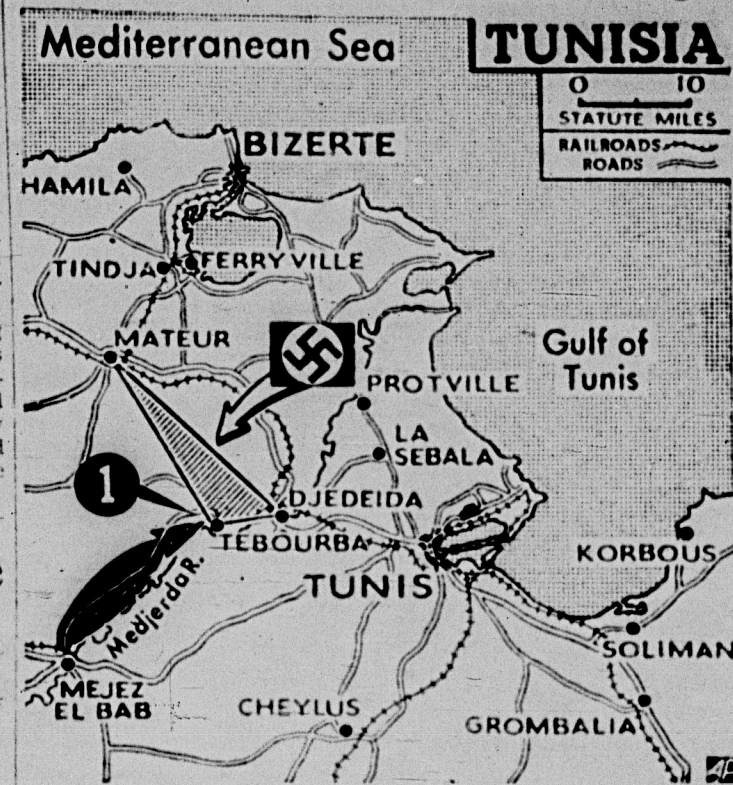 Mediterranean Sea
TUNISIA
0 10
STATUTE MILES
RAILROADS
ROADS
BIZERTE
HAMILA
TINDJA
FERRYVILLE
MATEUR
Gulf of
Tunis
PROTVILLE
LA
SEBALA
1
DJEDEIDA
TEBOURBA
KORBOUS
TUNIS
Medjerda R.
SOLIMAN
MEJEZ
EL BAB
CHEYLUS
GROMBALIA
AP